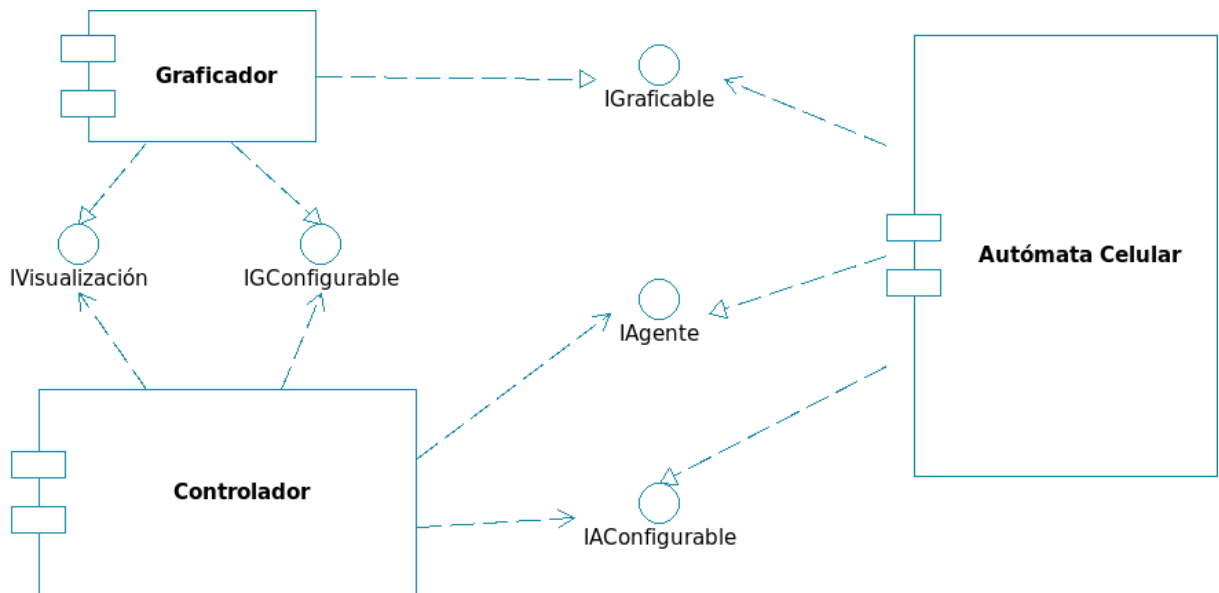 Graficador
IGraficable
Autómata Celular
IVisualización
IGConfigurable
IAgente
Controlador
IAConfigurable